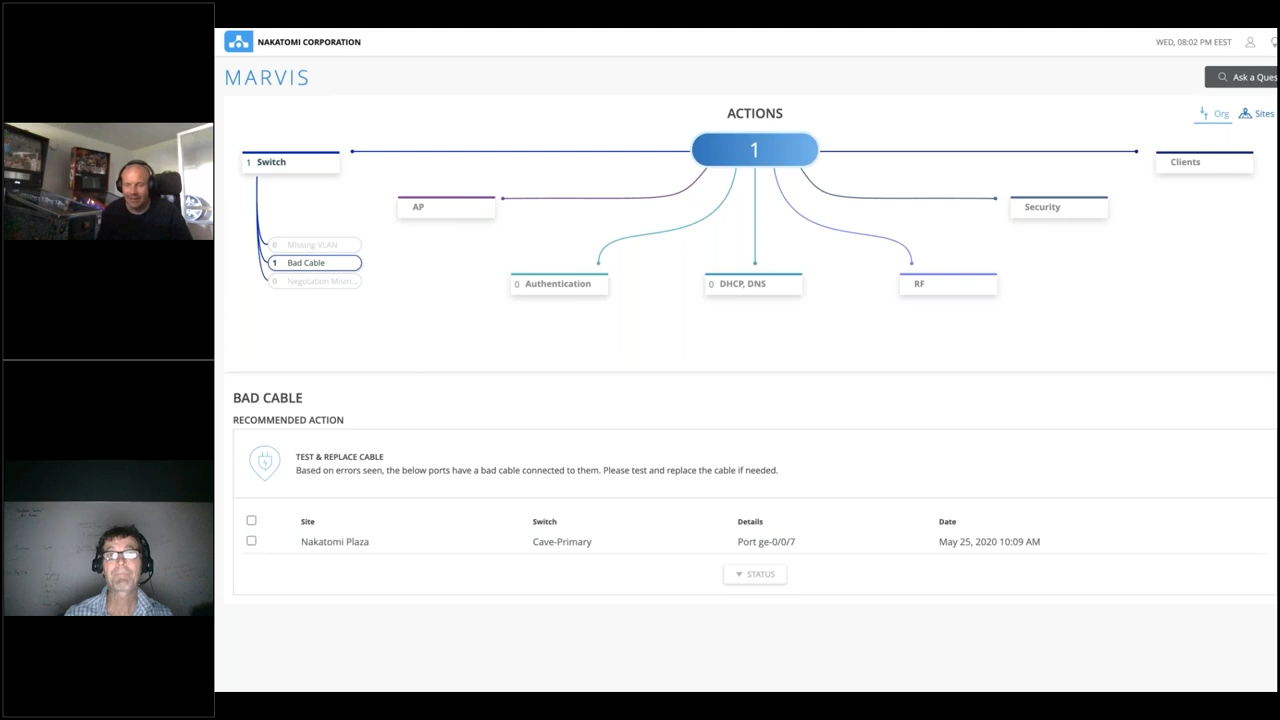 NAKATOMI CORPORATION
WED, 08:02 PM EEST
MARVIS
Ask a Ques
ACTIONS
Org Sites
1
1 Switch
Clients
AP
Security
0 Missing VLAN
1 Bad Cable
0 Negotiation Mism...
0 Authentication
0 DHCP, DNS
RF
BAD CABLE
RECOMMENDED ACTION
TEST & REPLACE CABLE
Based on errors seen, the below ports have a bad cable connected to them. Please test and replace the cable if needed.
Site Switch Details Date
Nakatomi Plaza Cave-Primary Port ge-0/0/7 May 25, 2020 10:09 AM
STATUS